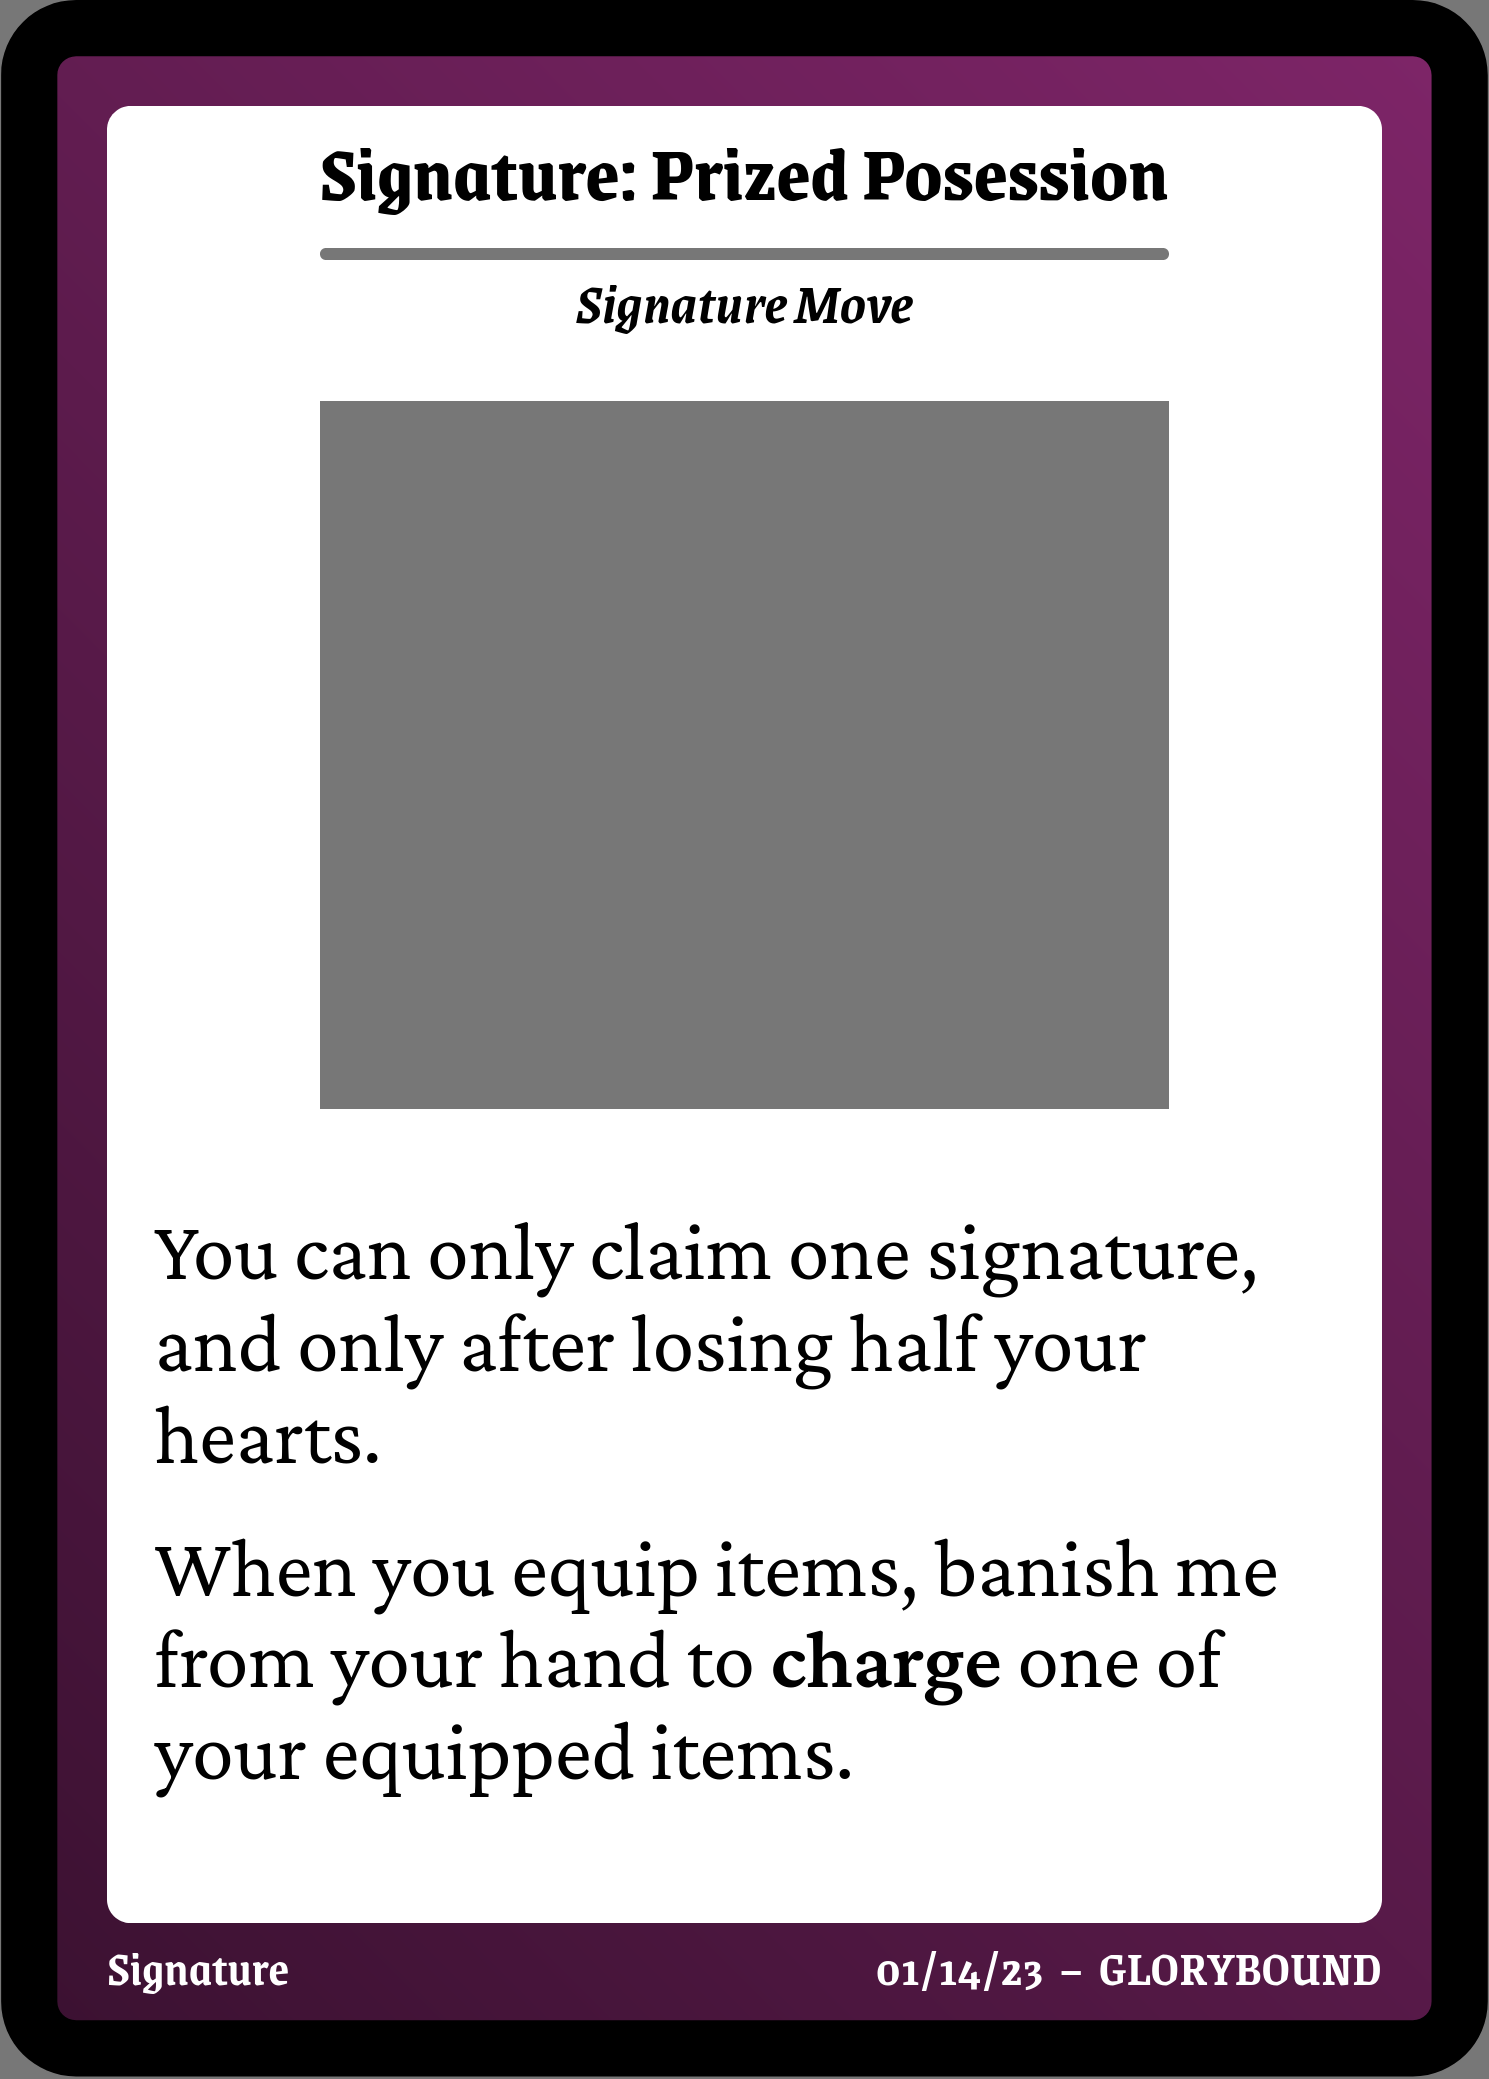 Signature: Prized Posession
Signature Move
You can only claim one signature,
and only after losing half your
hearts.
When you equip items, banish me
from your hand to charge one of
your equipped items.
Signature
01/14/23 – GLORYBOUND